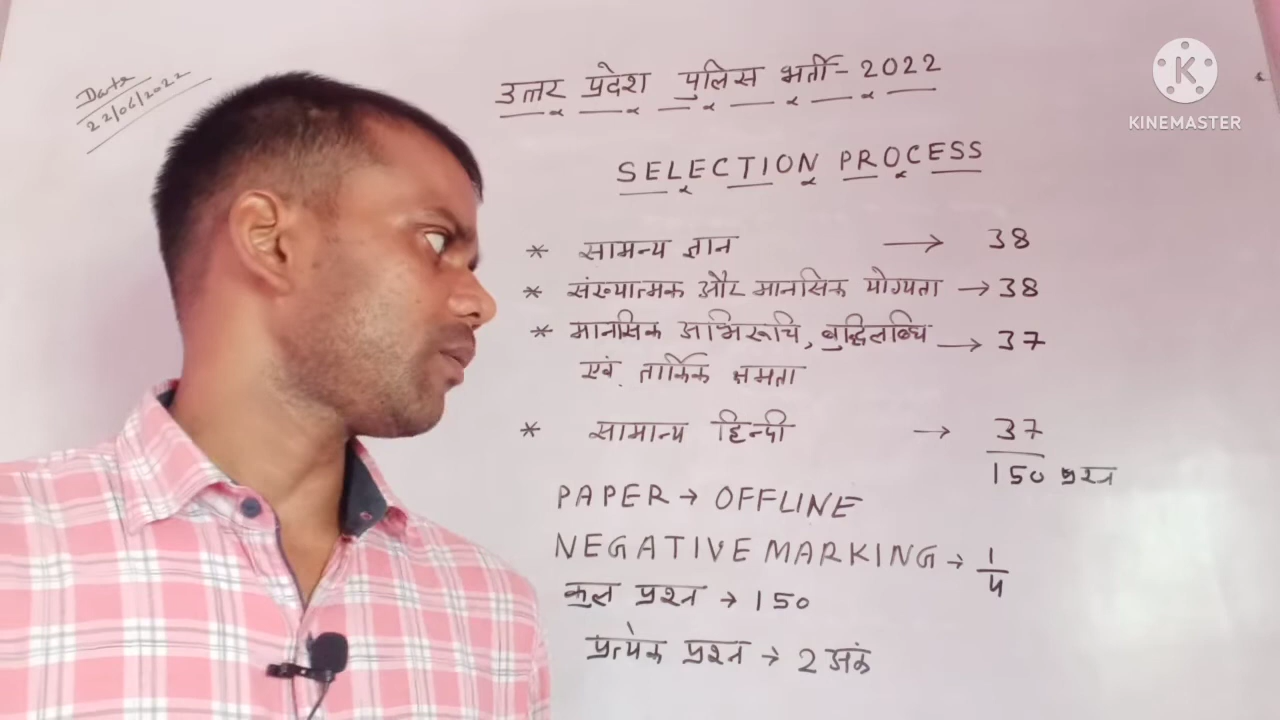 Date
22/06/2022
उत्तर प्रदेश पुलिस भर्ती - 2022
SELECTION PROCESS
* सामन्य ज्ञान → 38
* संख्यात्मक और मानसिक योग्यता → 38
* मानसिक अभिरूचि, बुद्धिलब्धि → 37
एवं तार्किक क्षमता
* सामान्य हिन्दी → 37
150 प्रश्न
PAPER → OFFLINE
NEGATIVE MARKING → 1/4
कुल प्रश्न → 150
प्रत्येक प्रश्न → 2 अंक
K
KINEMASTER